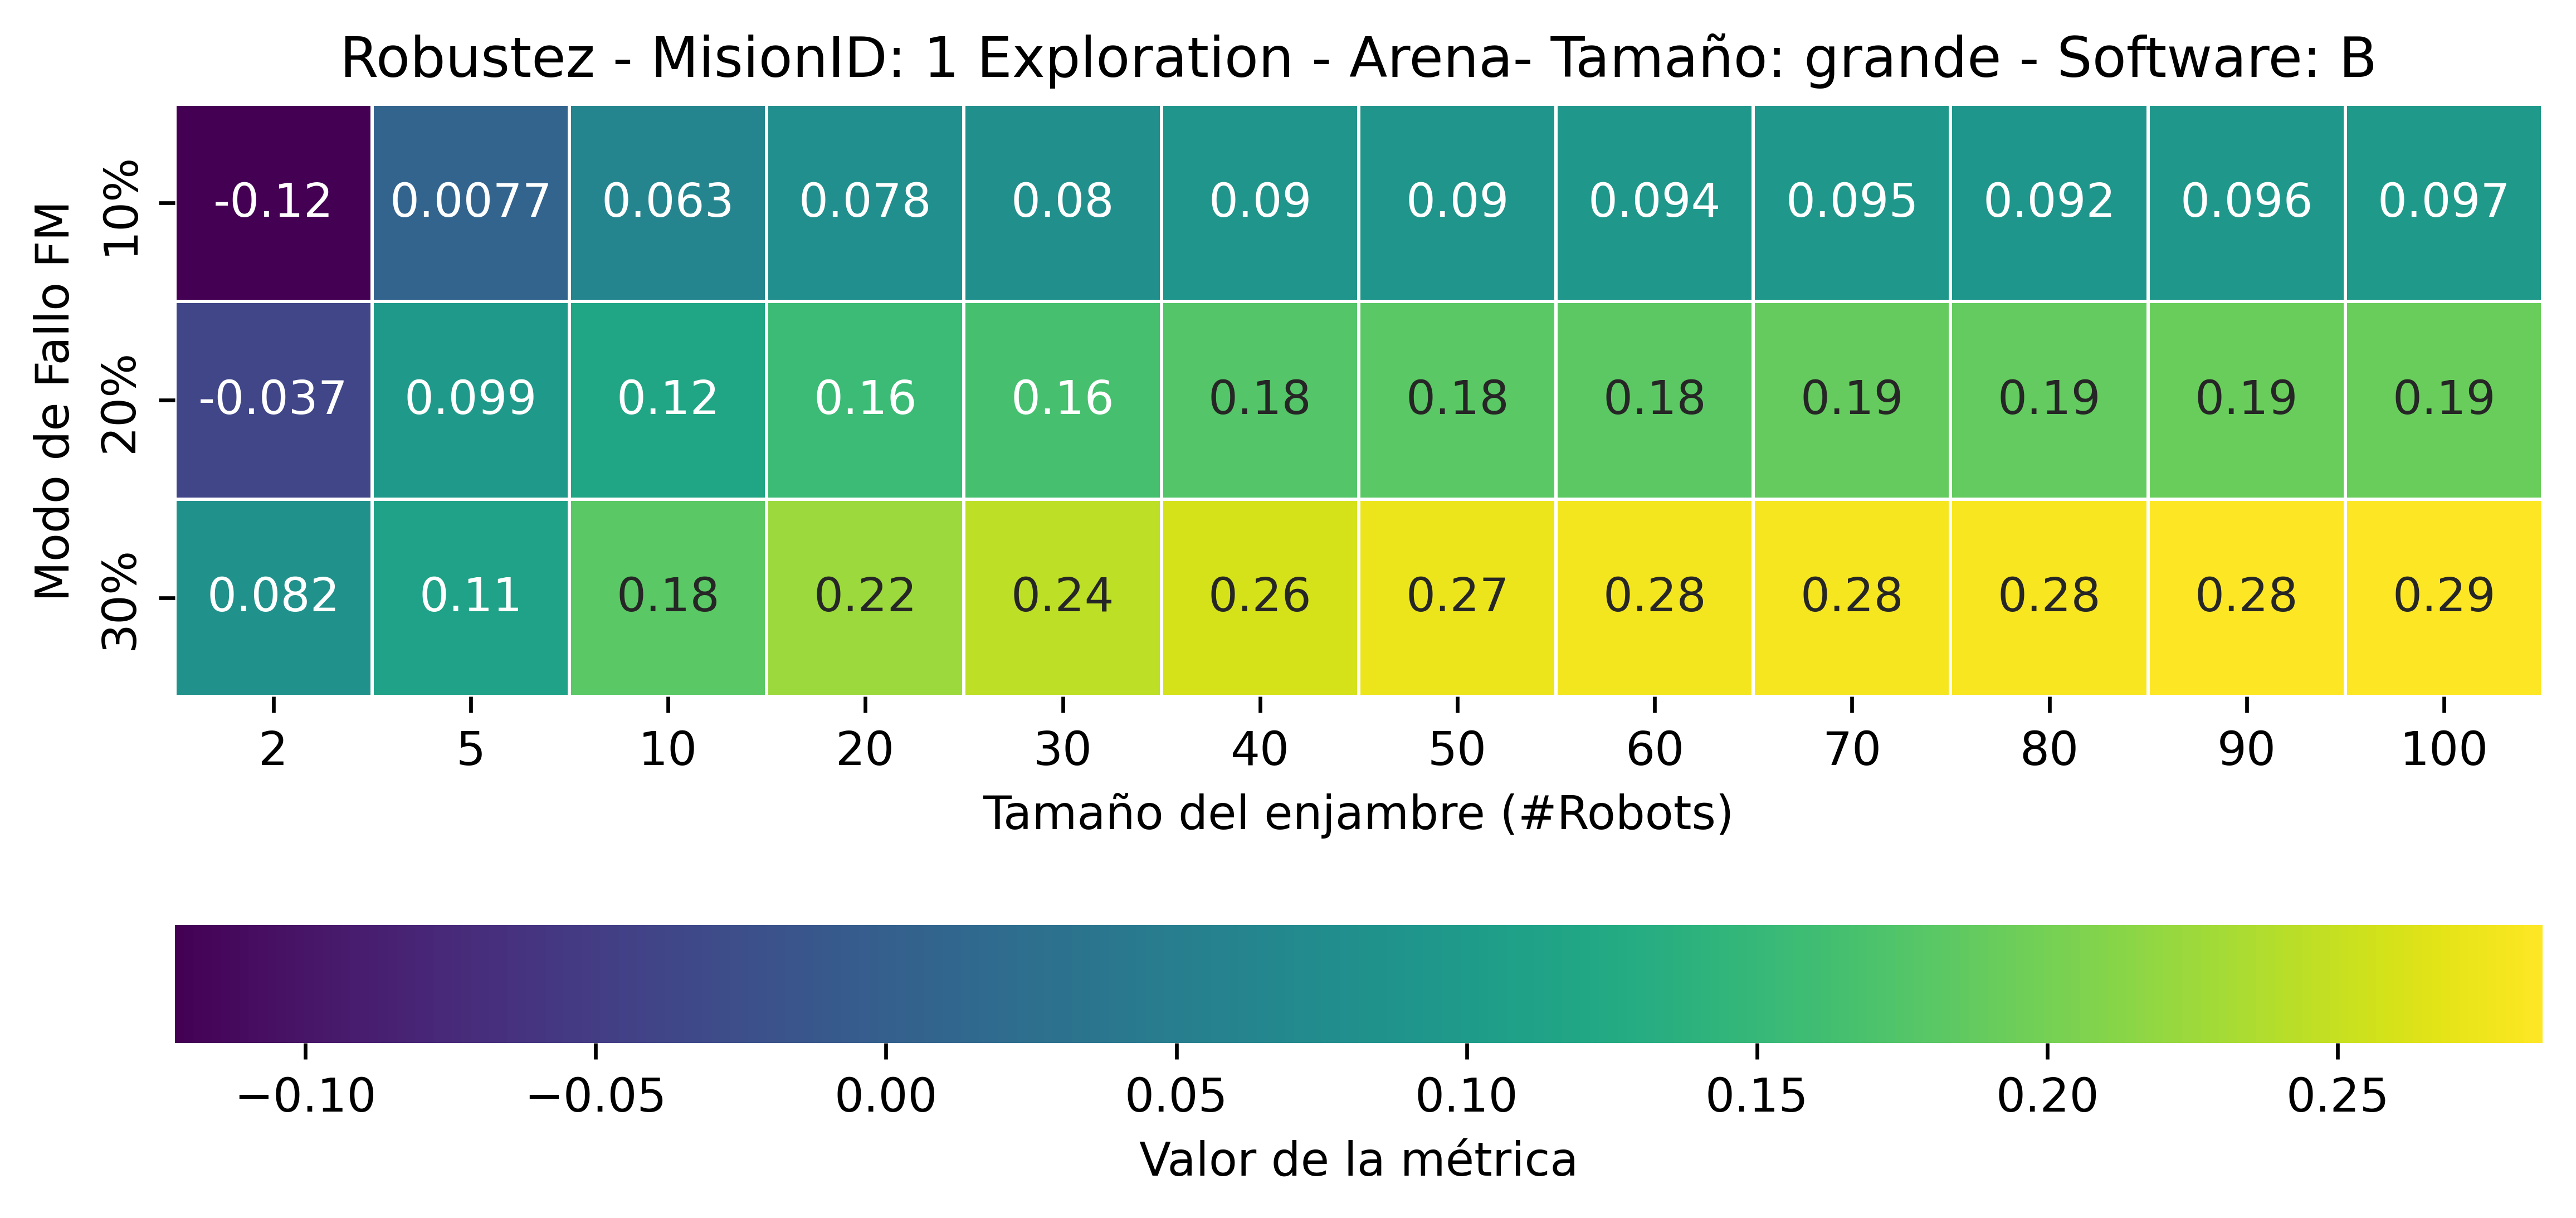 Robustez - MisionID: 1 Exploration - Arena- Tamaño: grande - Software: B
Modo de Fallo FM
10%
-0.12 0.0077 0.063 0.078 0.08 0.09 0.09 0.094 0.095 0.092 0.096 0.097
20%
-0.037 0.099 0.12 0.16 0.16 0.18 0.18 0.18 0.19 0.19 0.19 0.19
30%
0.082 0.11 0.18 0.22 0.24 0.26 0.27 0.28 0.28 0.28 0.28 0.29
2 5 10 20 30 40 50 60 70 80 90 100
Tamaño del enjambre (#Robots)
−0.10 −0.05 0.00 0.05 0.10 0.15 0.20 0.25
Valor de la métrica